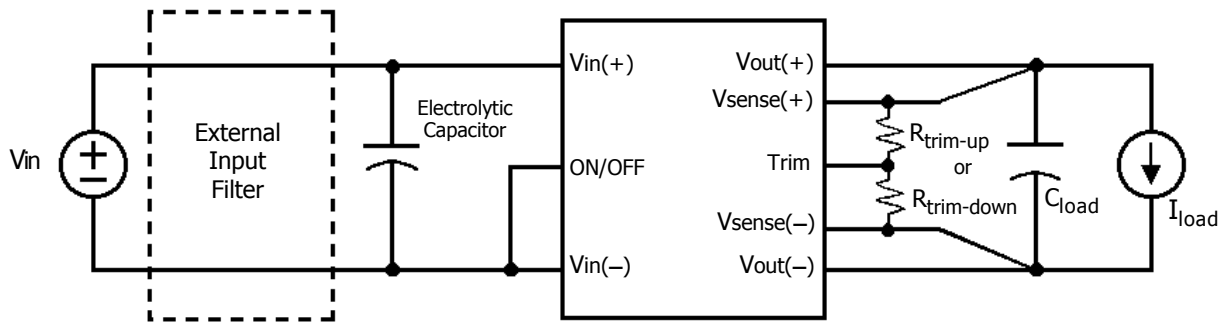 Vin
External
Input
Filter
Electrolytic
Capacitor
Vin(+)
ON/OFF
Vin(−)
Vout(+)
Vsense(+)
Trim
Vsense(−)
Vout(−)
Rtrim-up
or
Rtrim-down
Cload
Iload